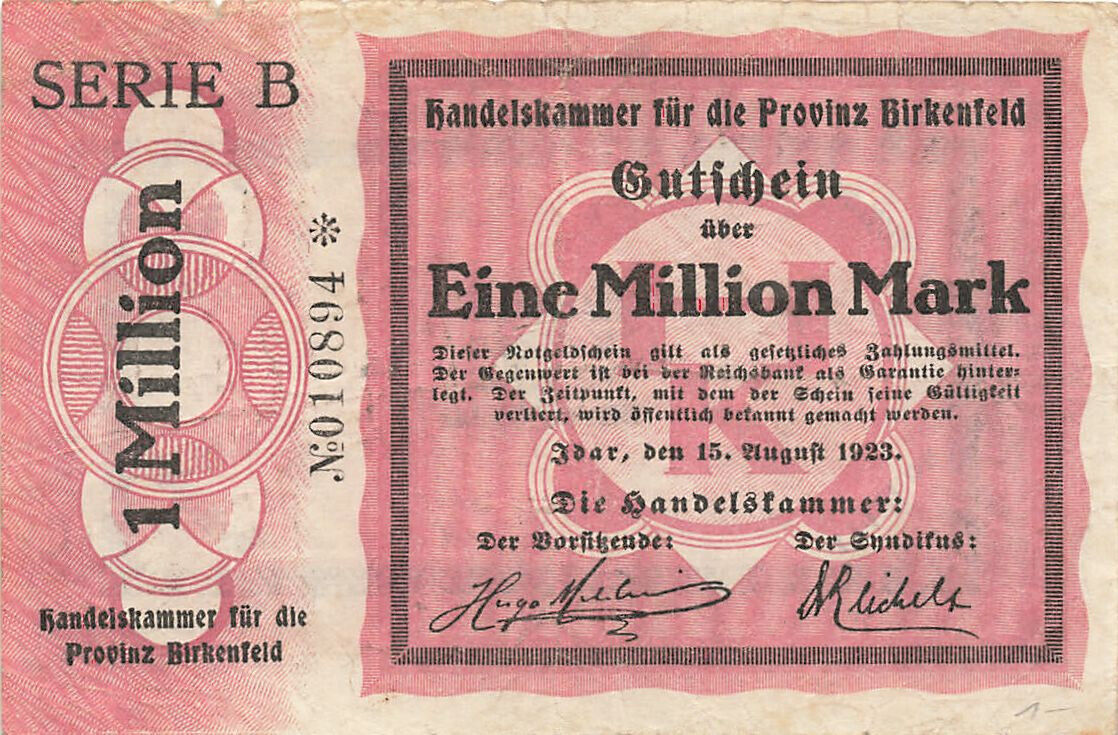 SERIE B
1 Million
№010894 *
Handelskammer für die
Provinz Birkenfeld
Handelskammer für die Provinz Birkenfeld
Gutschein
über
Eine Million Mark
Dieser Notgeldschein gilt als gesetzliches Zahlungsmittel.
Der Gegenwert ist bei der Reichsbank als Garantie hinter-
legt. Der Zeitpunkt, mit dem der Schein seine Gültigkeit
verliert, wird öffentlich bekannt gemacht werden.
Idar, den 15. August 1923.
Die Handelskammer:
Der Vorsitzende: Der Syndikus:
Hugo
1-